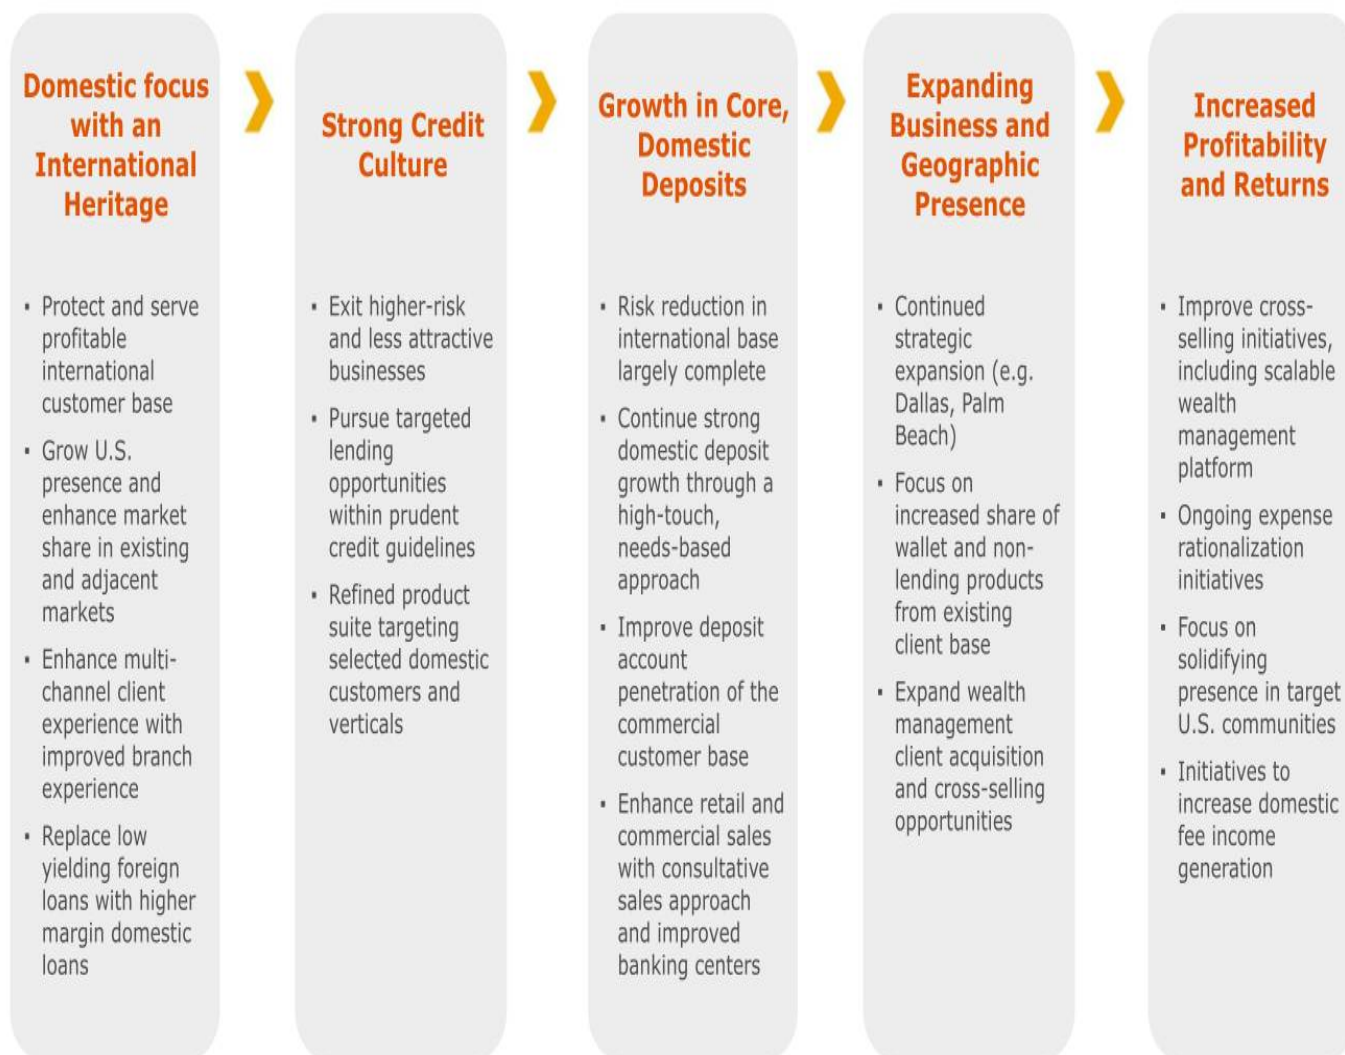 Domestic focus
with an
International
Heritage
▪ Protect and serve
profitable
international
customer base
▪ Grow U.S.
presence and
enhance market
share in existing
and adjacent
markets
▪ Enhance multi-
channel client
experience with
improved branch
experience
▪ Replace low
yielding foreign
loans with higher
margin domestic
loans
Strong Credit
Culture
▪ Exit higher-risk
and less attractive
businesses
▪ Pursue targeted
lending
opportunities
within prudent
credit guidelines
▪ Refined product
suite targeting
selected domestic
customers and
verticals
Growth in Core,
Domestic
Deposits
▪ Risk reduction in
international base
largely complete
▪ Continue strong
domestic deposit
growth through a
high-touch,
needs-based
approach
▪ Improve deposit
account
penetration of the
commercial
customer base
▪ Enhance retail and
commercial sales
with consultative
sales approach
and improved
banking centers
Expanding
Business and
Geographic
Presence
▪ Continued
strategic
expansion (e.g.
Dallas, Palm
Beach)
▪ Focus on
increased share of
wallet and non-
lending products
from existing
client base
▪ Expand wealth
management
client acquisition
and cross-selling
opportunities
Increased
Profitability
and Returns
▪ Improve cross-
selling initiatives,
including scalable
wealth
management
platform
▪ Ongoing expense
rationalization
initiatives
▪ Focus on
solidifying
presence in target
U.S. communities
▪ Initiatives to
increase domestic
fee income
generation